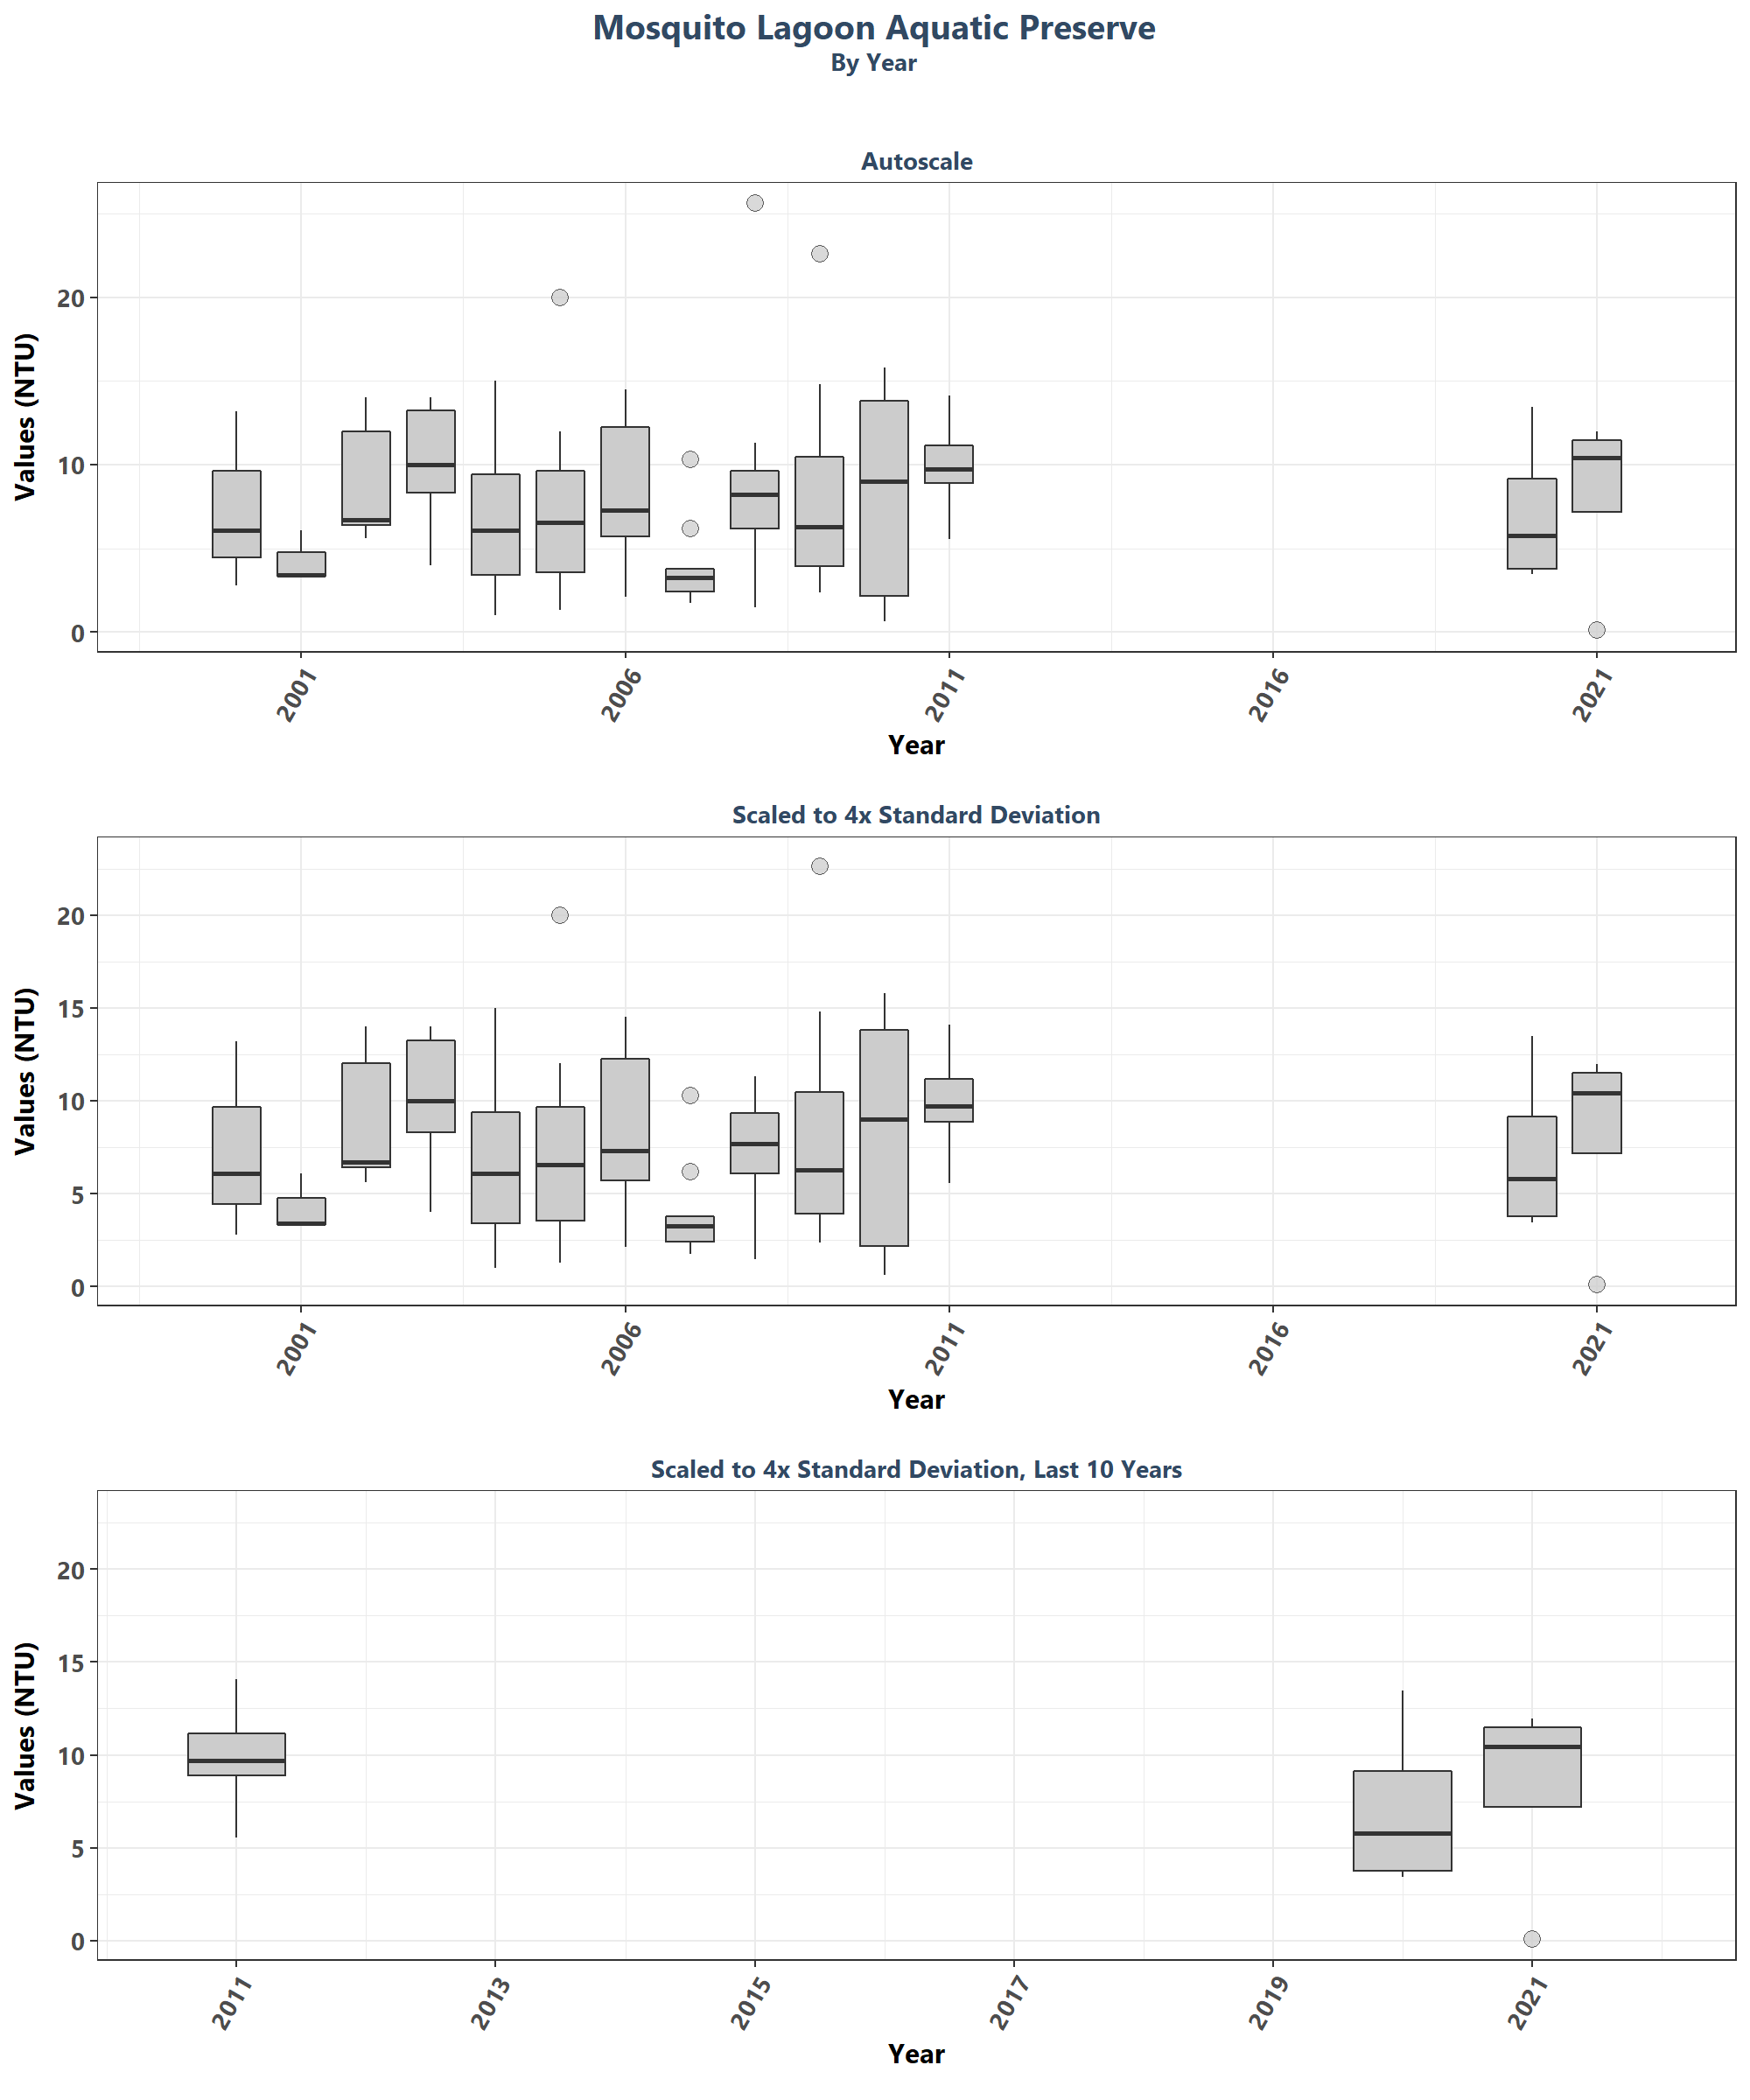 Mosquito Lagoon Aquatic Preserve
By Year
Autoscale
Values (NTU)
20
10
0
2001
2006
2011
2016
2021
Year
Scaled to 4x Standard Deviation
Values (NTU)
20
15
10
5
0
2001
2006
2011
2016
2021
Year
Scaled to 4x Standard Deviation, Last 10 Years
Values (NTU)
20
15
10
5
0
2011
2013
2015
2017
2019
2021
Year